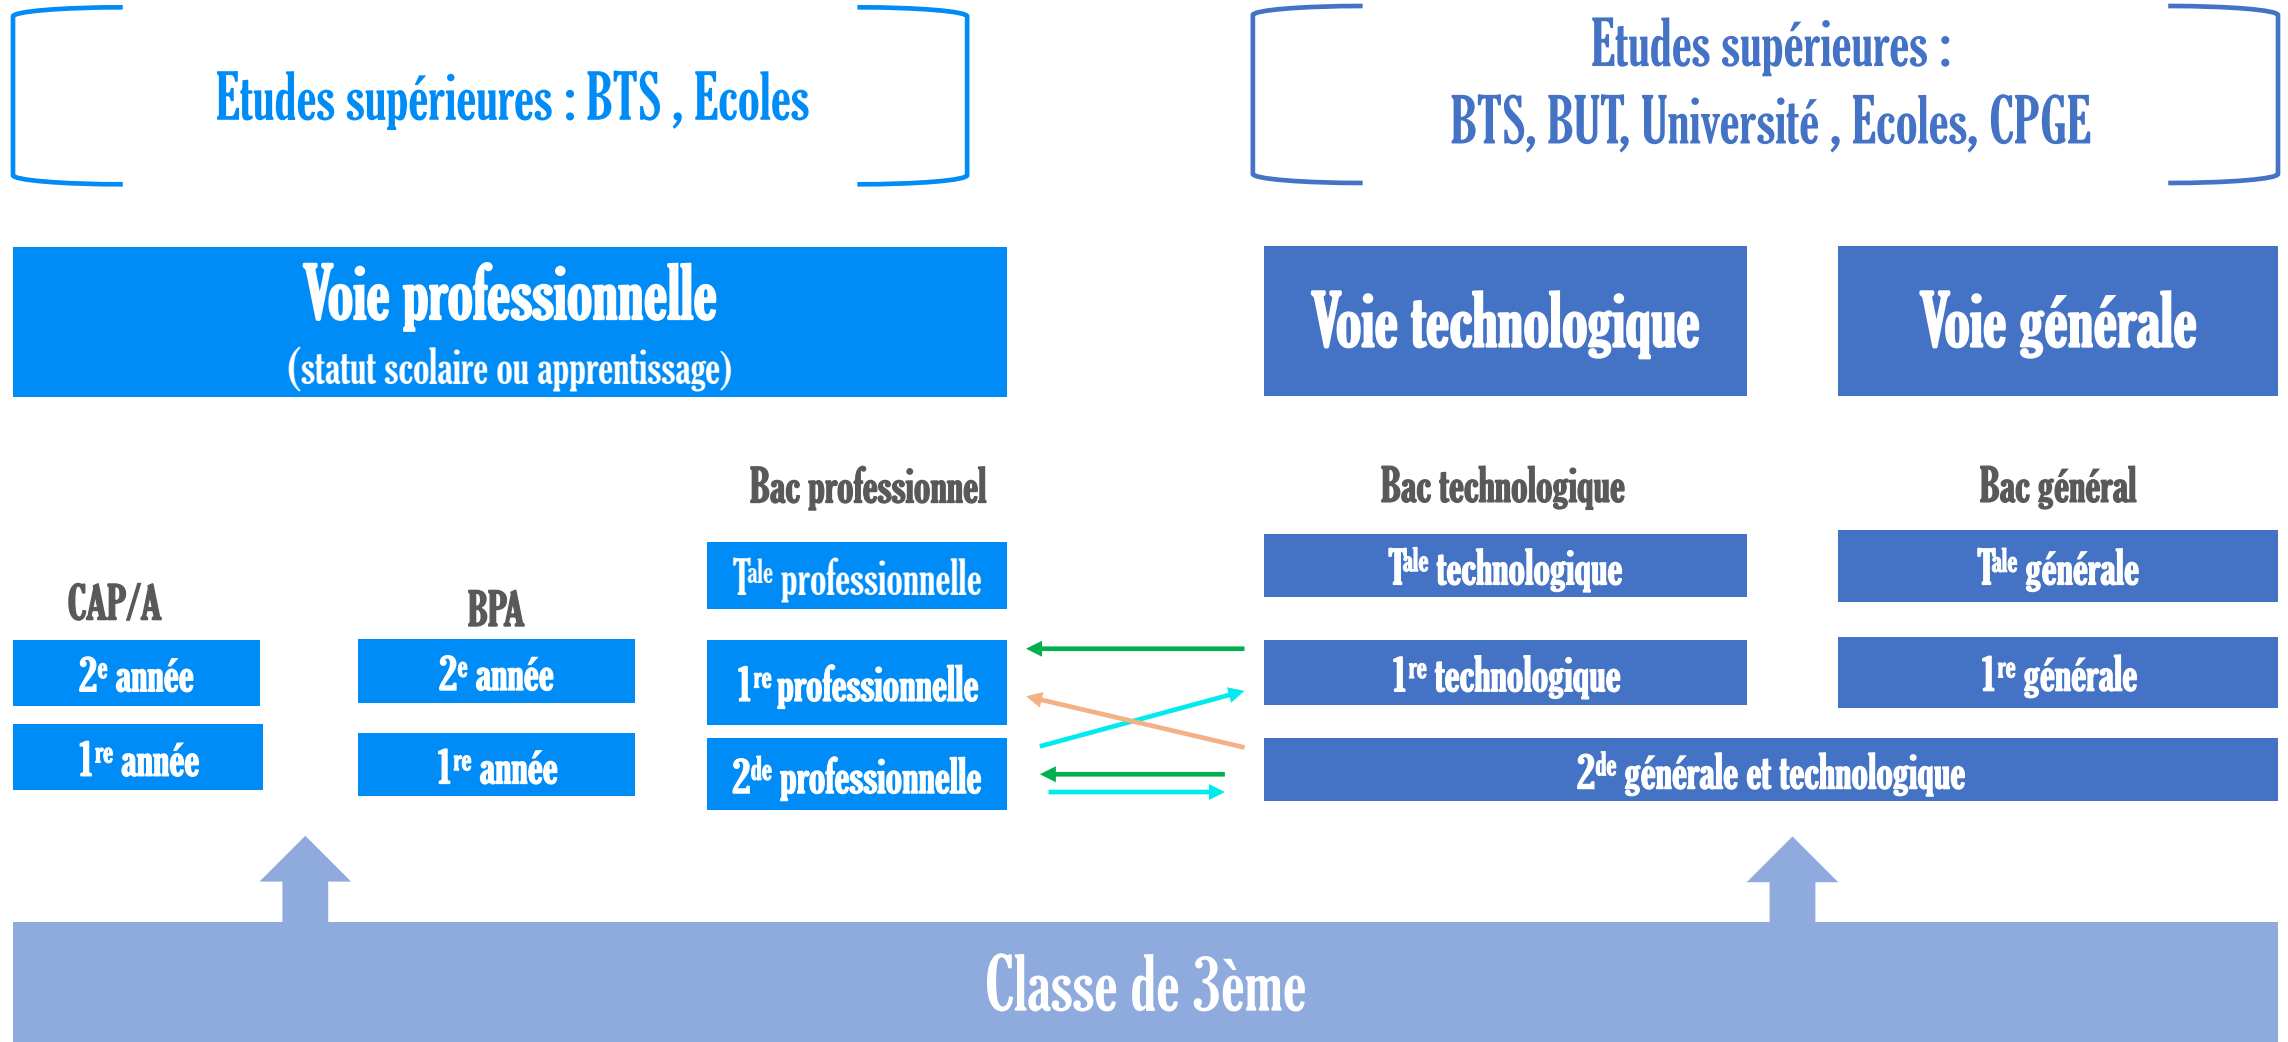 Etudes supérieures : BTS , Ecoles
Etudes supérieures :
BTS, BUT, Université , Ecoles, CPGE
Voie professionnelle
(statut scolaire ou apprentissage)
Voie technologique
Voie générale
Bac professionnel
Bac technologique
Bac général
Tale professionnelle
Tale technologique
Tale générale
CAP/A
BPA
2e année
2e année
1re professionnelle
1re technologique
1re générale
1re année
1re année
2de professionnelle
2de générale et technologique
Classe de 3ème